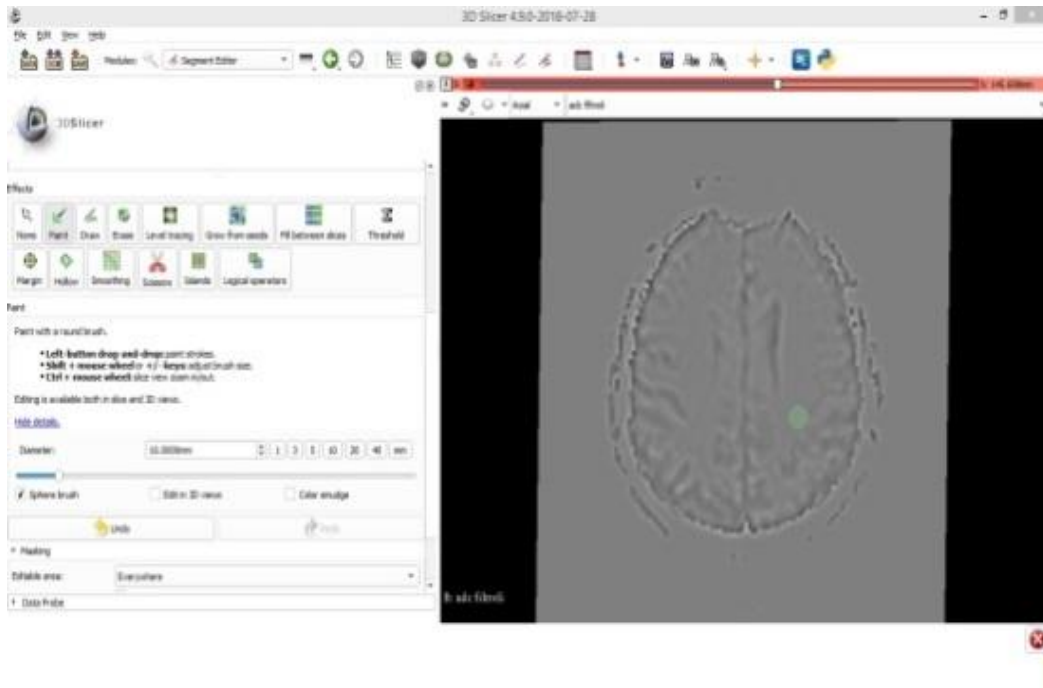 3D Slicer 4.9.0-2018-07-28
File Edit View Help
Modules: Segment Editor
Axial
3DSlicer
Effects
None Paint Draw Erase Level tracing Grow from seeds Fill between slices Threshold
Margin Hollow Smoothing Scissors Islands Logical operators
Paint
Paint with a round brush.
• Left-button drag-and-drop: paint strokes.
• Shift + mouse wheel or +/- keys: adjust brush size.
• Ctrl + mouse wheel: slice view zoom in/out.
Editing is available both in slice and 3D views.
Hide details.
Diameter: 1 3 5 10 20 40 mm
Sphere brush Edit in 3D views Color smudge
Undo
Masking
Editable area: Everywhere
Data Probe